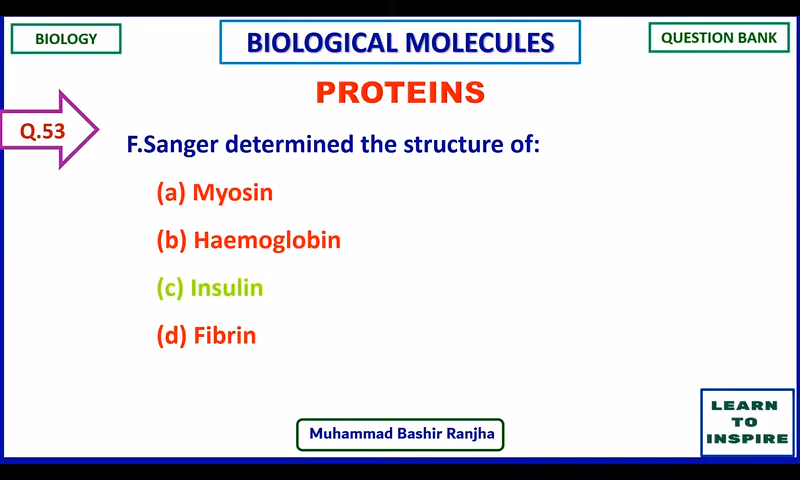 BIOLOGY
BIOLOGICAL MOLECULES
QUESTION BANK
PROTEINS
Q.53
F.Sanger determined the structure of:
(a) Myosin
(b) Haemoglobin
(c) Insulin
(d) Fibrin
Muhammad Bashir Ranjha
LEARN
TO
INSPIRE